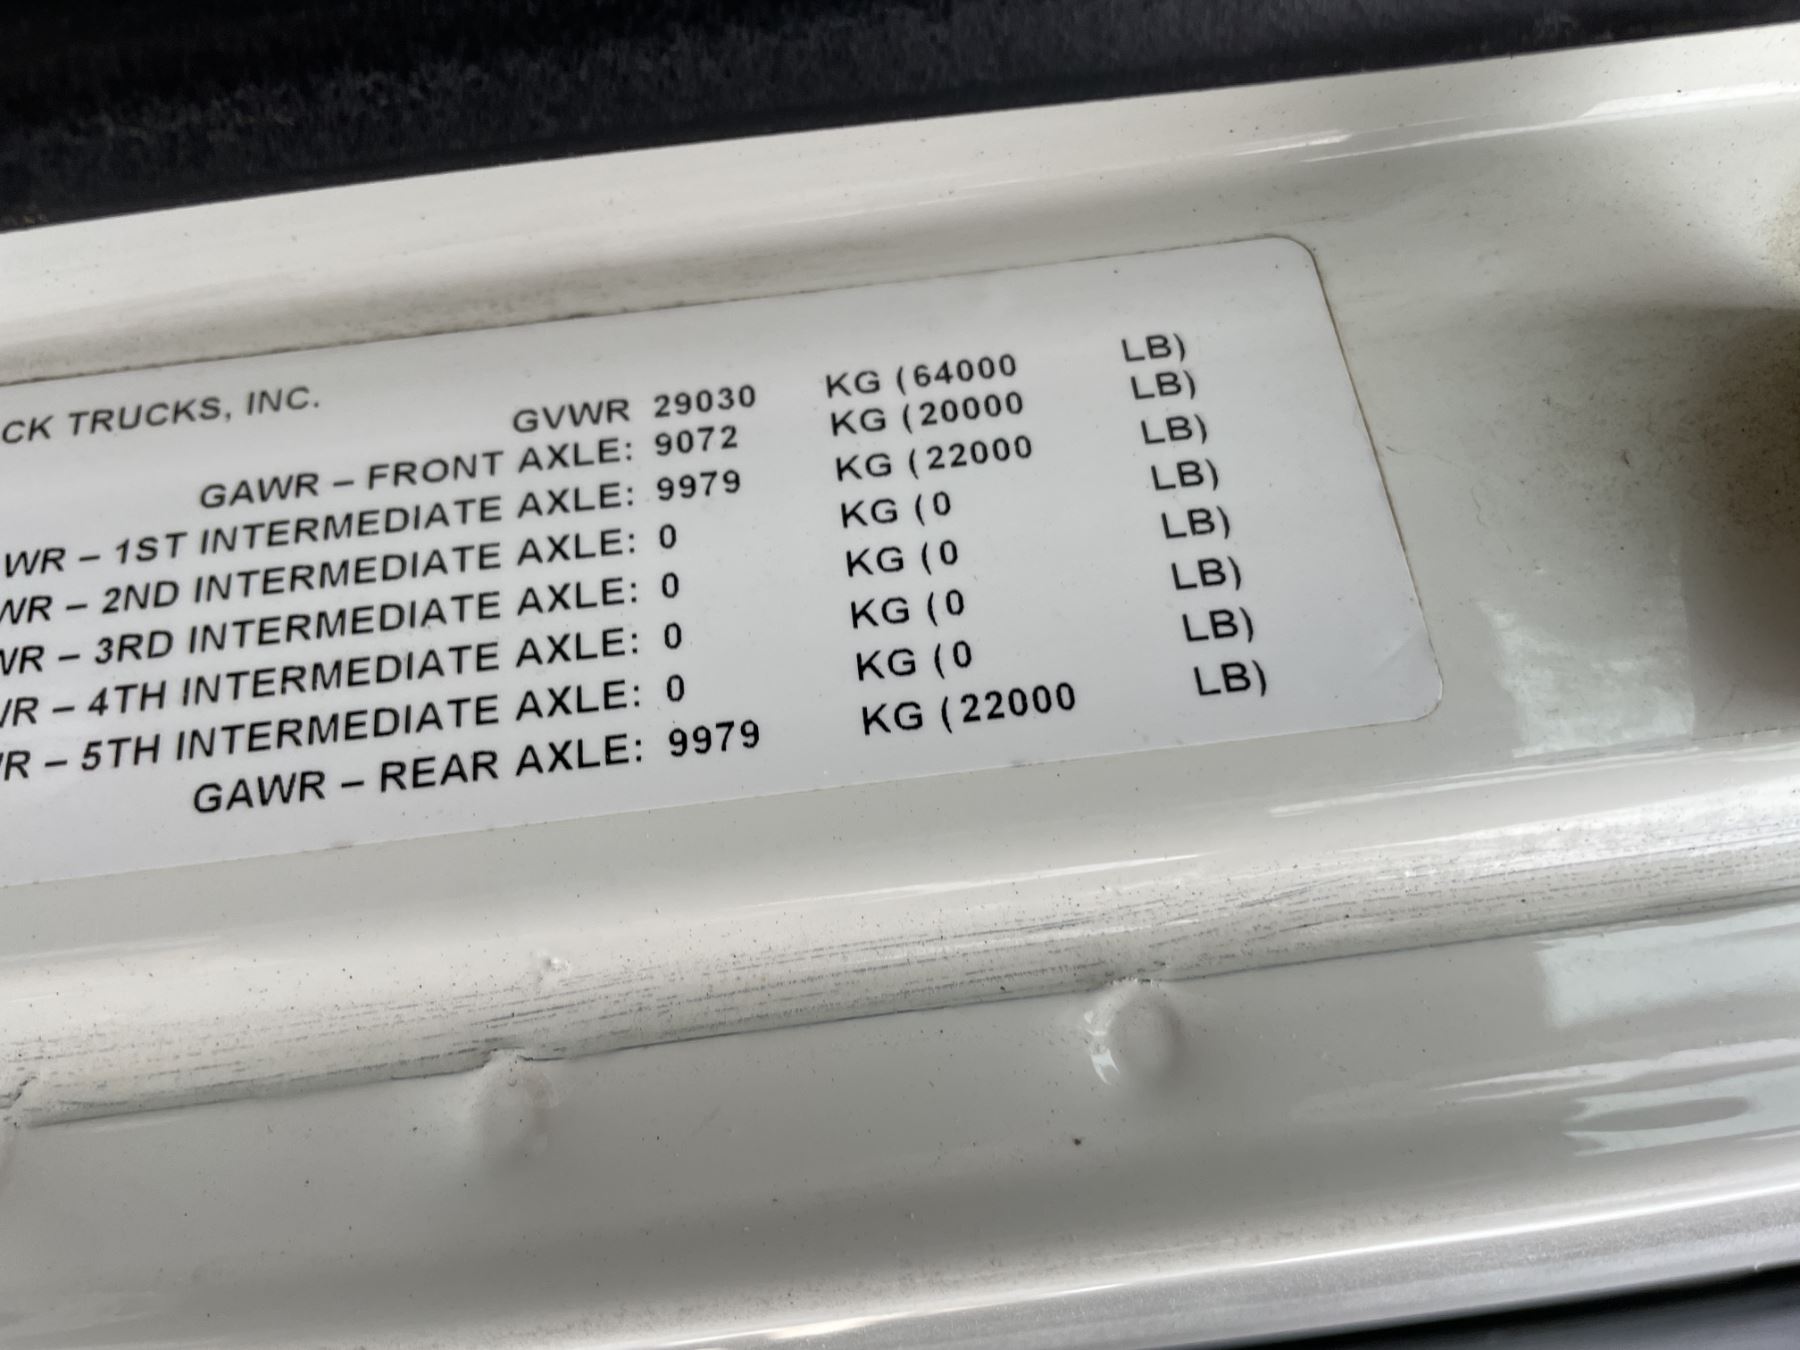 CK TRUCKS, INC.
GVWR 29030 KG (64000 LB)
GAWR – FRONT AXLE: 9072 KG (20000 LB)
WR – 1ST INTERMEDIATE AXLE: 9979 KG (22000 LB)
WR – 2ND INTERMEDIATE AXLE: 0 KG (0 LB)
WR – 3RD INTERMEDIATE AXLE: 0 KG (0 LB)
R – 4TH INTERMEDIATE AXLE: 0 KG (0 LB)
R – 5TH INTERMEDIATE AXLE: 0 KG (0 LB)
GAWR – REAR AXLE: 9979 KG (22000 LB)